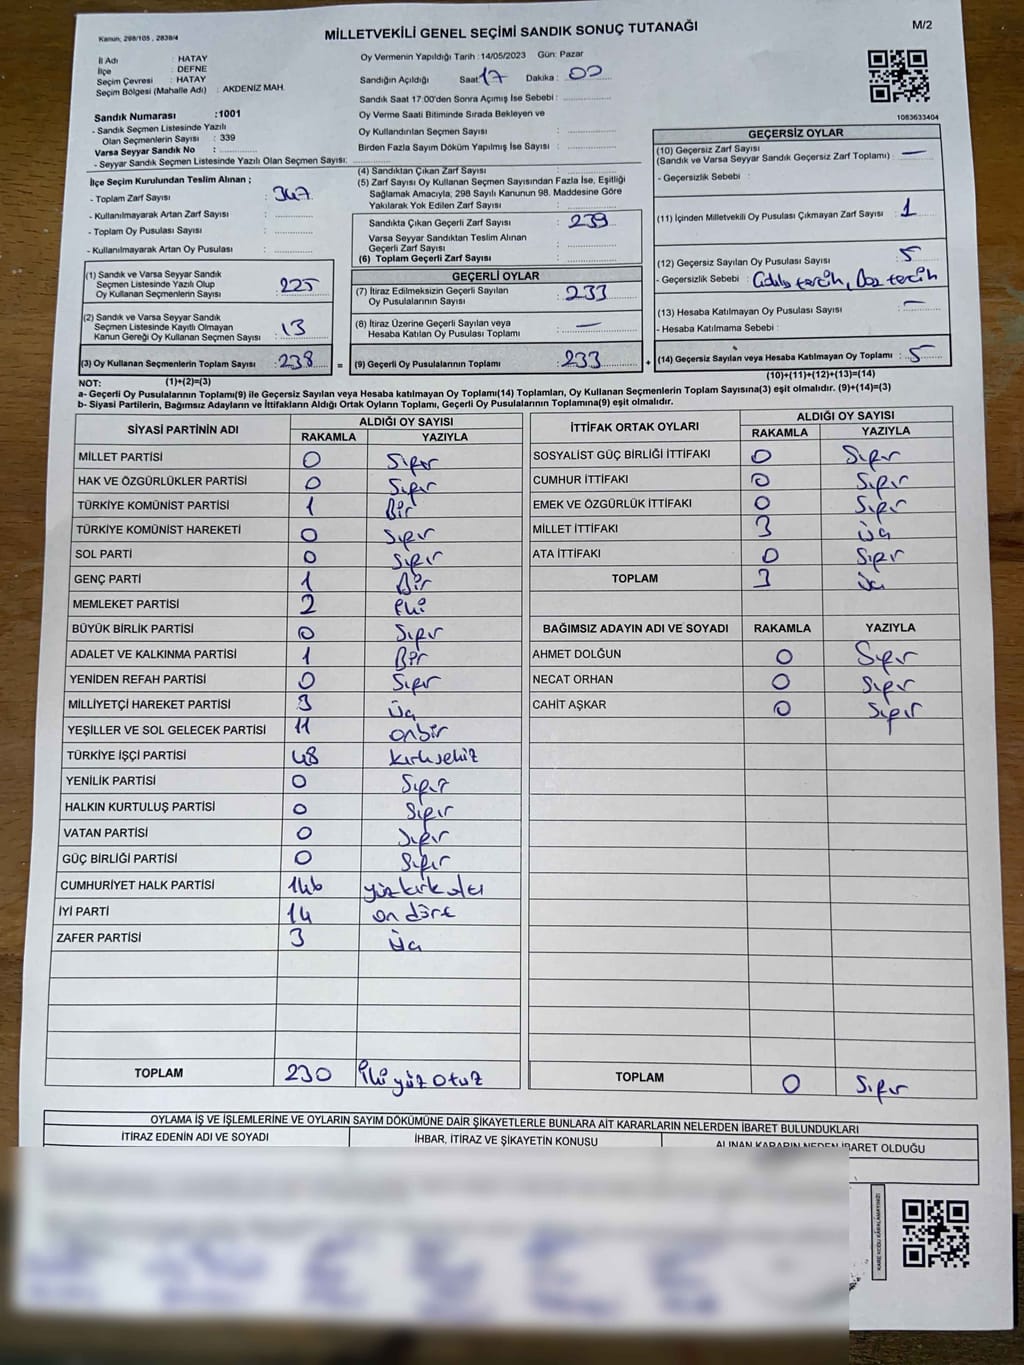 Kanun, 298/105 , 2839/4
MİLLETVEKİLİ GENEL SEÇİMİ SANDIK SONUÇ TUTANAĞI
M/2
İl Adı : HATAY
İlçe : DEFNE
Seçim Çevresi : HATAY
Seçim Bölgesi (Mahalle Adı) : AKDENİZ MAH.
Sandık Numarası :1001
- Sandık Seçmen Listesinde Yazılı
Olan Seçmenlerin Sayısı : 339
Varsa Seyyar Sandık No :
- Seyyar Sandık Seçmen Listesinde Yazılı Olan Seçmen Sayısı:
Oy Vermenin Yapıldığı Tarih : 14/05/2023 Gün: Pazar
Sandığın Açıldığı Saat 17 Dakika : 00
Sandık Saat 17:00'den Sonra Açımış İse Sebebi :
Oy Verme Saati Bitiminde Sırada Bekleyen ve
Oy Kullandırılan Seçmen Sayısı :
Birden Fazla Sayım Döküm Yapılmış İse Sayısı :
1083633404
İlçe Seçim Kurulundan Teslim Alınan ;
- Toplam Zarf Sayısı : 347
- Kullanılmayarak Artan Zarf Sayısı :
- Toplam Oy Pusulası Sayısı :
- Kullanılmayarak Artan Oy Pusulası :
(4) Sandıktan Çıkan Zarf Sayısı :
(5) Zarf Sayısı Oy Kullanan Seçmen Sayısından Fazla İse, Eşitliği
Sağlamak Amacıyla, 298 Sayılı Kanunun 98. Maddesine Göre
Yakılarak Yok Edilen Zarf Sayısı :
Sandıkta Çıkan Geçerli Zarf Sayısı : 239
Varsa Seyyar Sandıktan Teslim Alınan
Geçerli Zarf Sayısı :
(6) Toplam Geçerli Zarf Sayısı :
GEÇERSİZ OYLAR
(10) Geçersiz Zarf Sayısı : —
(Sandık ve Varsa Seyyar Sandık Geçersiz Zarf Toplamı)
- Geçersizlik Sebebi :
(11) İçinden Milletvekili Oy Pusulası Çıkmayan Zarf Sayısı : 1
(12) Geçersiz Sayılan Oy Pusulası Sayısı : 5
- Geçersizlik Sebebi : Çoklu tercih, Boş tercih
(13) Hesaba Katılmayan Oy Pusulası Sayısı : —
- Hesaba Katılmama Sebebi :
(14) Geçersiz Sayılan veya Hesaba Katılmayan Oy Toplamı : 5
(10)+(11)+(12)+(13)=(14)
(1) Sandık ve Varsa Seyyar Sandık
Seçmen Listesinde Yazılı Olup
Oy Kullanan Seçmenlerin Sayısı : 225
(2) Sandık ve Varsa Seyyar Sandık
Seçmen Listesinde Kayıtlı Olmayan
Kanun Gereği Oy Kullanan Seçmen Sayısı : 13
(3) Oy Kullanan Seçmenlerin Toplam Sayısı : 238 =
(1)+(2)=(3)
GEÇERLİ OYLAR
(7) İtiraz Edilmeksizin Geçerli Sayılan
Oy Pusulalarının Sayısı : 233
(8) İtiraz Üzerine Geçerli Sayılan veya
Hesaba Katılan Oy Pusulası Toplamı : —
(9) Geçerli Oy Pusulalarının Toplamı : 233 +
NOT:
a- Geçerli Oy Pusulalarının Toplamı(9) ile Geçersiz Sayılan veya Hesaba katılmayan Oy Toplamı(14) Toplamları, Oy Kullanan Seçmenlerin Toplam Sayısına(3) eşit olmalıdır. (9)+(14)=(3)
b- Siyasi Partilerin, Bağımsız Adayların ve İttifakların Aldığı Ortak Oyların Toplamı, Geçerli Oy Pusulalarının Toplamına(9) eşit olmalıdır.
SİYASİ PARTİNİN ADI ALDIĞI OY SAYISI
RAKAMLA YAZIYLA
MİLLET PARTİSİ 0 Sıfır
HAK VE ÖZGÜRLÜKLER PARTİSİ 0 Sıfır
TÜRKİYE KOMÜNİST PARTİSİ 1 Bir
TÜRKİYE KOMÜNİST HAREKETİ 0 Sıfır
SOL PARTİ 0 Sıfır
GENÇ PARTİ 1 Bir
MEMLEKET PARTİSİ 2 İki
BÜYÜK BİRLİK PARTİSİ 0 Sıfır
ADALET VE KALKINMA PARTİSİ 1 Bir
YENİDEN REFAH PARTİSİ 0 Sıfır
MİLLİYETÇİ HAREKET PARTİSİ 3 Üç
YEŞİLLER VE SOL GELECEK PARTİSİ 11 onbir
TÜRKİYE İŞÇİ PARTİSİ 48 kırksekiz
YENİLİK PARTİSİ 0 Sıfır
HALKIN KURTULUŞ PARTİSİ 0 Sıfır
VATAN PARTİSİ 0 Sıfır
GÜÇ BİRLİĞİ PARTİSİ 0 Sıfır
CUMHURİYET HALK PARTİSİ 146 yüzkırkaltı
İYİ PARTİ 14 on dört
ZAFER PARTİSİ 3 Üç
TOPLAM 230 İki yüz otuz
İTTİFAK ORTAK OYLARI ALDIĞI OY SAYISI
RAKAMLA YAZIYLA
SOSYALİST GÜÇ BİRLİĞİ İTTİFAKI 0 Sıfır
CUMHUR İTTİFAKI 0 Sıfır
EMEK VE ÖZGÜRLÜK İTTİFAKI 0 Sıfır
MİLLET İTTİFAKI 3 Üç
ATA İTTİFAKI 0 Sıfır
TOPLAM 3 Üç
BAĞIMSIZ ADAYIN ADI VE SOYADI RAKAMLA YAZIYLA
AHMET DOLĞUN 0 Sıfır
NECAT ORHAN 0 Sıfır
CAHİT AŞKAR 0 Sıfır
TOPLAM 0 Sıfır
OYLAMA İŞ VE İŞLEMLERİNE VE OYLARIN SAYIM DÖKÜMÜNE DAİR ŞİKAYETLERLE BUNLARA AİT KARARLARIN NELERDEN İBARET BULUNDUKLARI
İTİRAZ EDENİN ADI VE SOYADI İHBAR, İTİRAZ VE ŞİKAYETİN KONUSU ALINAN KARARIN NEDEN İBARET OLDUĞU
KARE KODU KARALAMAYINIZ!